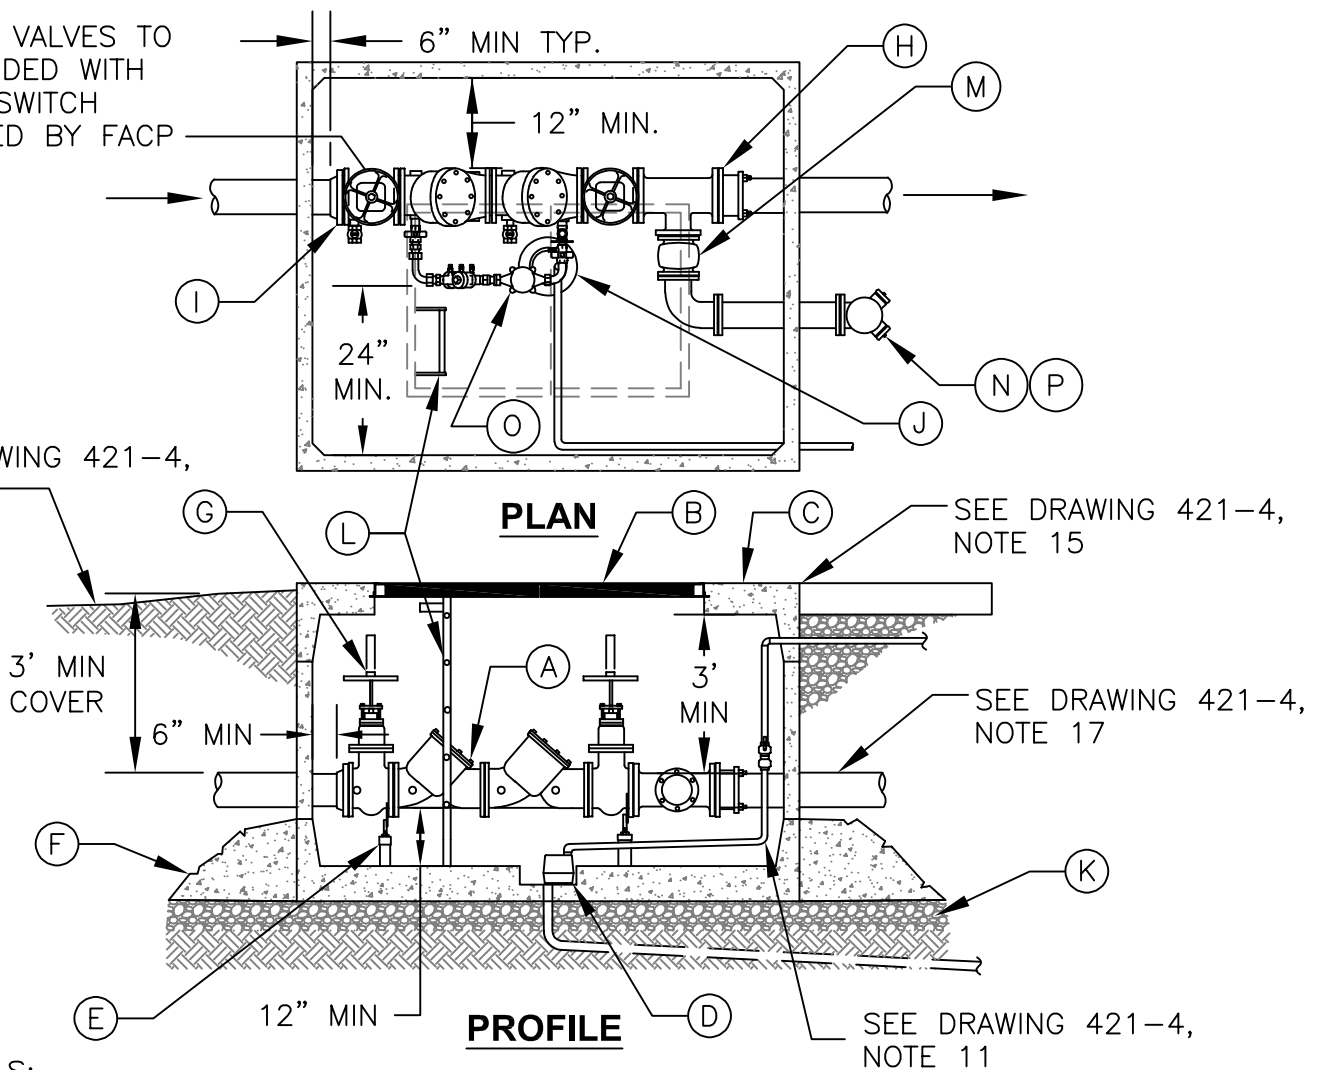 VALVES TO
6” MIN TYP.
H
DED WITH
SWITCH
M
ED BY FACP
12” MIN.
I
24”
MIN.
N P
O
J
WING 421–4,
G
L
PLAN
B
C
SEE DRAWING 421–4,
NOTE 15
3’ MIN
COVER
A
3’
MIN
6” MIN
SEE DRAWING 421–4,
NOTE 17
F
K
E
12” MIN
PROFILE
D
SEE DRAWING 421–4,
NOTE 11
S: